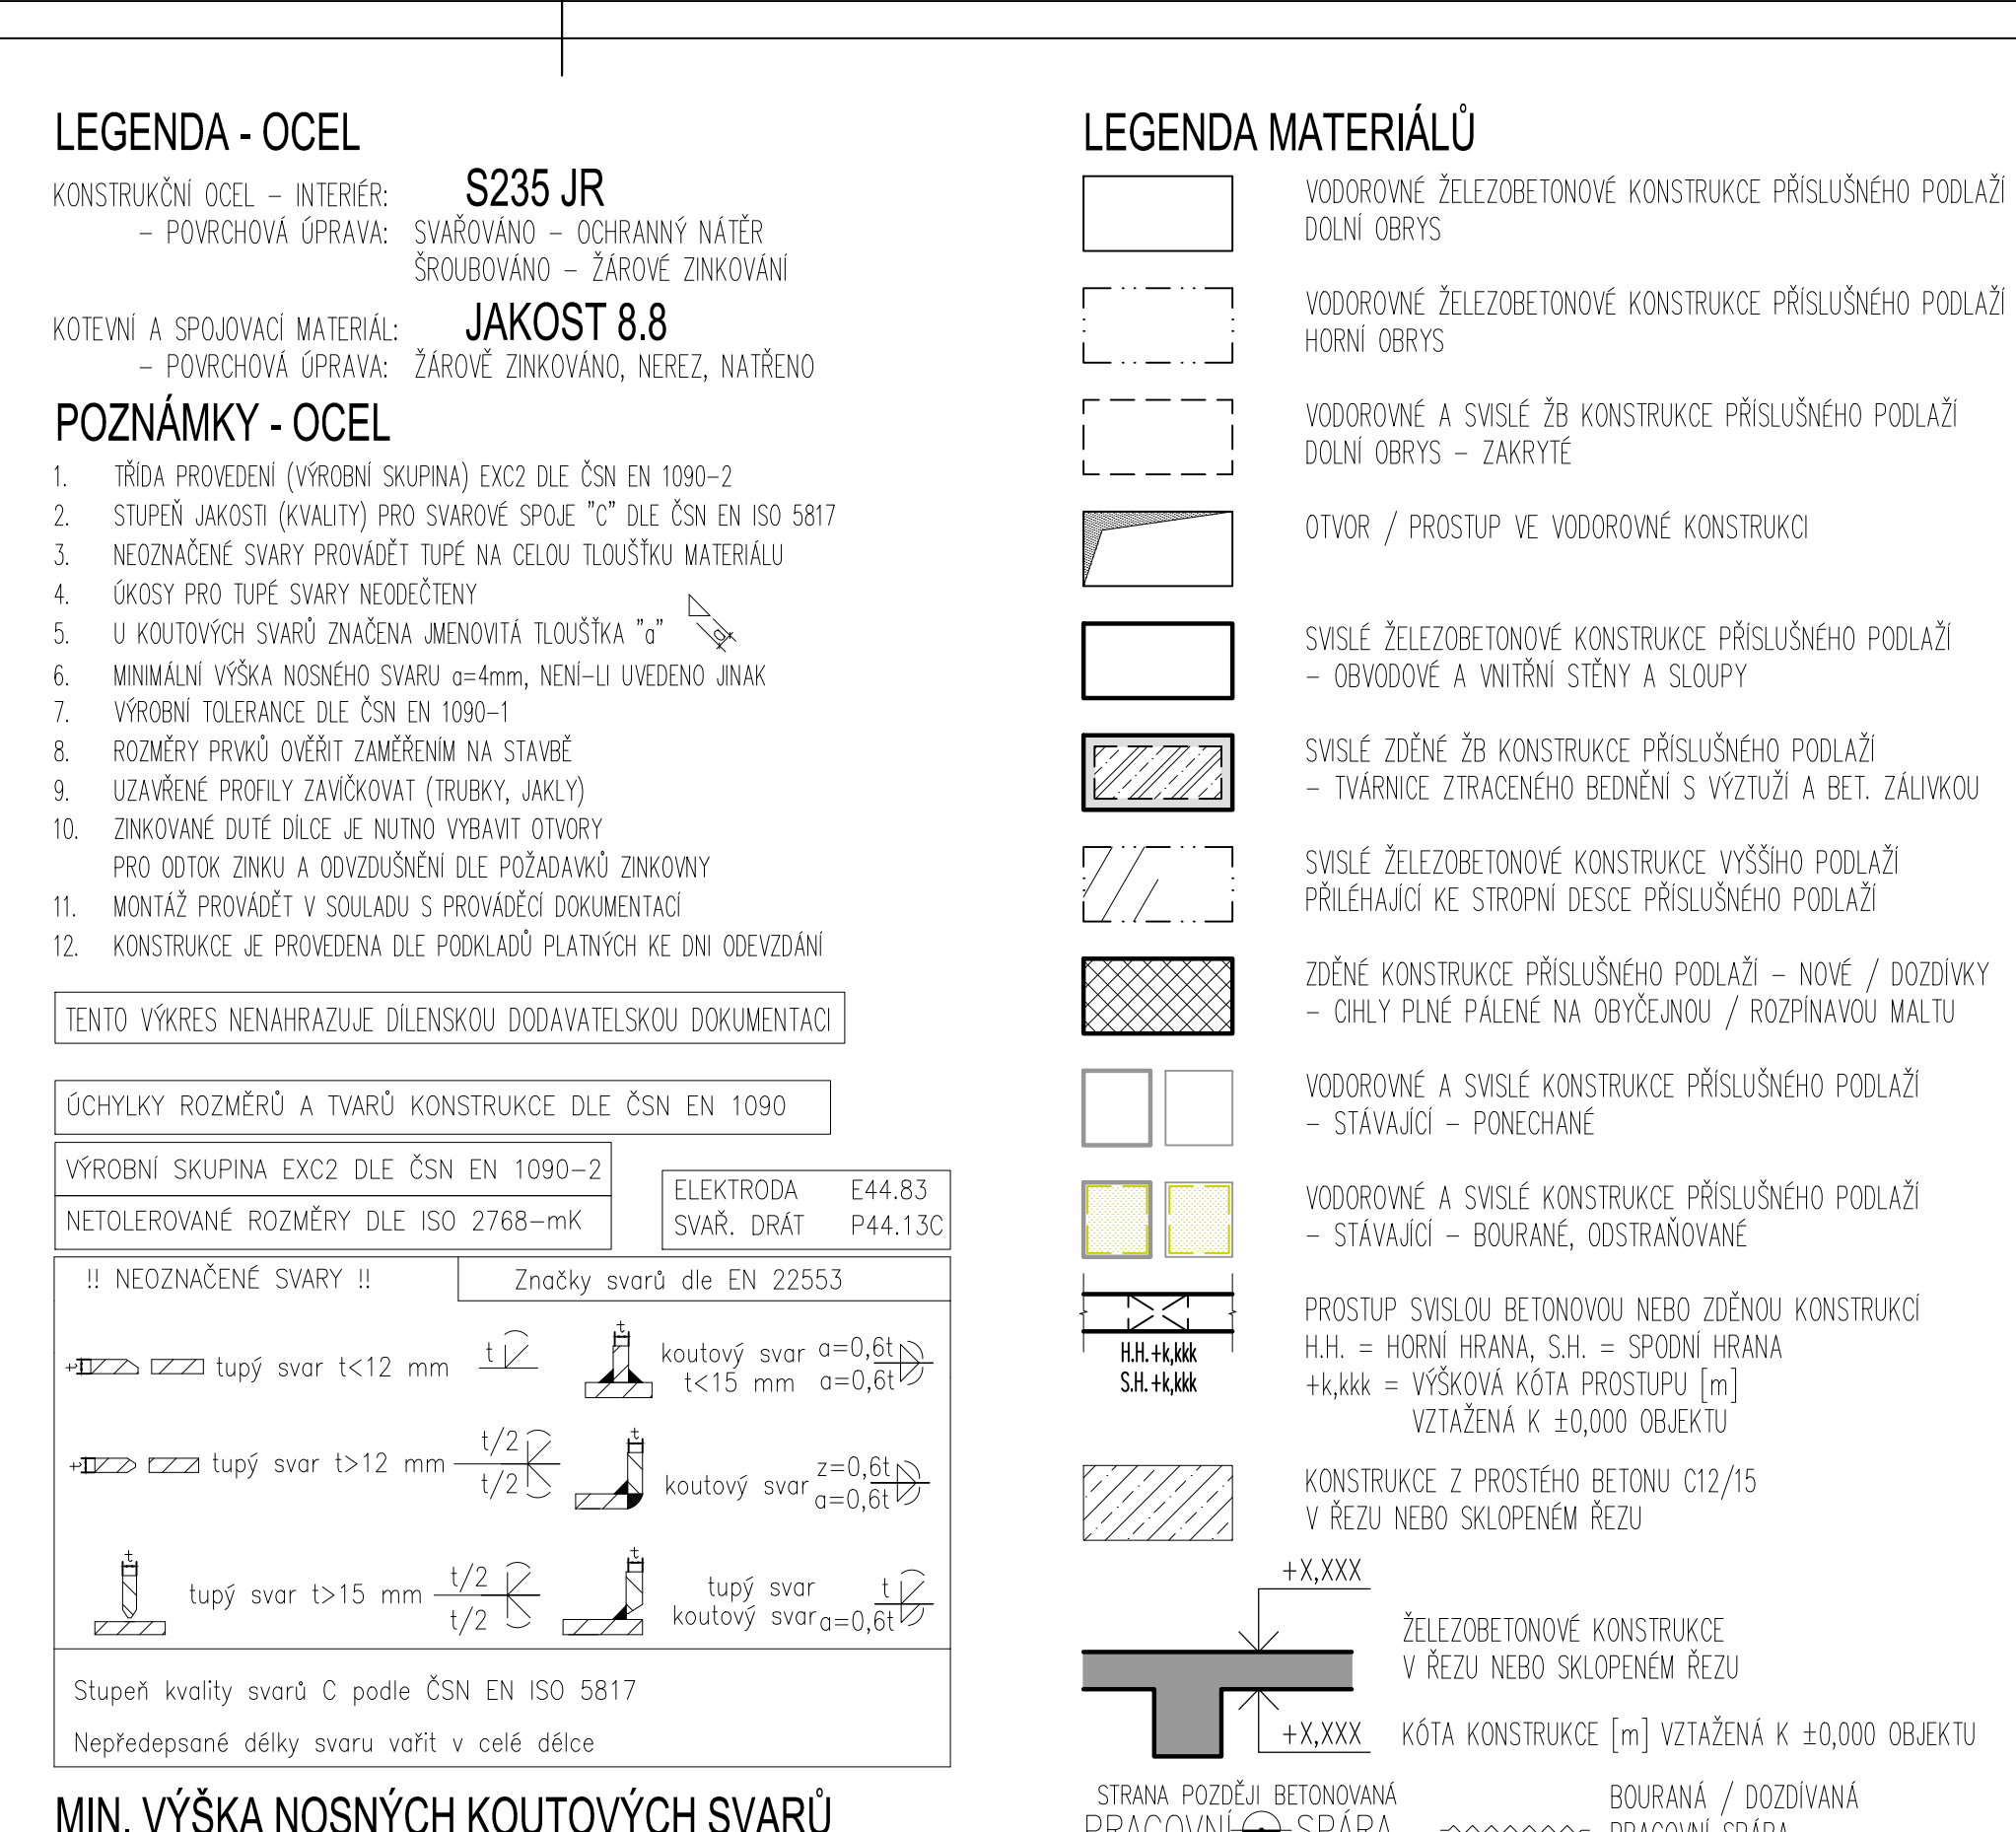 LEGENDA - OCEL
KONSTRUKČNÍ OCEL – INTERIÉR: S235 JR
– POVRCHOVÁ ÚPRAVA: SVAŘOVÁNO – OCHRANNÝ NÁTĚR
ŠROUBOVÁNO – ŽÁROVÉ ZINKOVÁNÍ
KOTEVNÍ A SPOJOVACÍ MATERIÁL: JAKOST 8.8
– POVRCHOVÁ ÚPRAVA: ŽÁROVĚ ZINKOVÁNO, NEREZ, NATŘENO
POZNÁMKY - OCEL
1. TŘÍDA PROVEDENÍ (VÝROBNÍ SKUPINA) EXC2 DLE ČSN EN 1090–2
2. STUPEŇ JAKOSTI (KVALITY) PRO SVAROVÉ SPOJE "C" DLE ČSN EN ISO 5817
3. NEOZNAČENÉ SVARY PROVÁDĚT TUPÉ NA CELOU TLOUŠŤKU MATERIÁLU
4. ÚKOSY PRO TUPÉ SVARY NEODEČTENY
5. U KOUTOVÝCH SVARŮ ZNAČENA JMENOVITÁ TLOUŠŤKA "a" a
6. MINIMÁLNÍ VÝŠKA NOSNÉHO SVARU a=4mm, NENÍ–LI UVEDENO JINAK
7. VÝROBNÍ TOLERANCE DLE ČSN EN 1090–1
8. ROZMĚRY PRVKŮ OVĚŘIT ZAMĚŘENÍM NA STAVBĚ
9. UZAVŘENÉ PROFILY ZAVÍČKOVAT (TRUBKY, JAKLY)
10. ZINKOVANÉ DUTÉ DÍLCE JE NUTNO VYBAVIT OTVORY
PRO ODTOK ZINKU A ODVZDUŠNĚNÍ DLE POŽADAVKŮ ZINKOVNY
11. MONTÁŽ PROVÁDĚT V SOULADU S PROVÁDĚCÍ DOKUMENTACÍ
12. KONSTRUKCE JE PROVEDENA DLE PODKLADŮ PLATNÝCH KE DNI ODEVZDÁNÍ
TENTO VÝKRES NENAHRAZUJE DÍLENSKOU DODAVATELSKOU DOKUMENTACI
ÚCHYLKY ROZMĚRŮ A TVARŮ KONSTRUKCE DLE ČSN EN 1090
VÝROBNÍ SKUPINA EXC2 DLE ČSN EN 1090–2
NETOLEROVANÉ ROZMĚRY DLE ISO 2768–mK
ELEKTRODA E44.83
SVAŘ. DRÁT P44.13C
!! NEOZNAČENÉ SVARY !!
Značky svarů dle EN 22553
t tupý svar t<12 mm t
t koutový svar a=0,6t
t<15 mm a=0,6t
t tupý svar t>12 mm t/2
t/2
t koutový svar z=0,6t
a=0,6t
t tupý svar t>15 mm t/2
t/2
t tupý svar t
koutový svar a=0,6t
Stupeň kvality svarů C podle ČSN EN ISO 5817
Nepředepsané délky svaru vařit v celé délce
MIN. VÝŠKA NOSNÝCH KOUTOVÝCH SVARŮ
LEGENDA MATERIÁLŮ
VODOROVNÉ ŽELEZOBETONOVÉ KONSTRUKCE PŘÍSLUŠNÉHO PODLAŽÍ
DOLNÍ OBRYS
VODOROVNÉ ŽELEZOBETONOVÉ KONSTRUKCE PŘÍSLUŠNÉHO PODLAŽÍ
HORNÍ OBRYS
VODOROVNÉ A SVISLÉ ŽB KONSTRUKCE PŘÍSLUŠNÉHO PODLAŽÍ
DOLNÍ OBRYS – ZAKRYTÉ
OTVOR / PROSTUP VE VODOROVNÉ KONSTRUKCI
SVISLÉ ŽELEZOBETONOVÉ KONSTRUKCE PŘÍSLUŠNÉHO PODLAŽÍ
– OBVODOVÉ A VNITŘNÍ STĚNY A SLOUPY
SVISLÉ ZDĚNÉ ŽB KONSTRUKCE PŘÍSLUŠNÉHO PODLAŽÍ
– TVÁRNICE ZTRACENÉHO BEDNĚNÍ S VÝZTUŽÍ A BET. ZÁLIVKOU
SVISLÉ ŽELEZOBETONOVÉ KONSTRUKCE VYŠŠÍHO PODLAŽÍ
PŘILÉHAJÍCÍ KE STROPNÍ DESCE PŘÍSLUŠNÉHO PODLAŽÍ
ZDĚNÉ KONSTRUKCE PŘÍSLUŠNÉHO PODLAŽÍ – NOVÉ / DOZDÍVKY
– CIHLY PLNÉ PÁLENÉ NA OBYČEJNOU / ROZPÍNAVOU MALTU
VODOROVNÉ A SVISLÉ KONSTRUKCE PŘÍSLUŠNÉHO PODLAŽÍ
– STÁVAJÍCÍ – PONECHANÉ
VODOROVNÉ A SVISLÉ KONSTRUKCE PŘÍSLUŠNÉHO PODLAŽÍ
– STÁVAJÍCÍ – BOURANÉ, ODSTRAŇOVANÉ
H.H. +k,kkk
S.H. +k,kkk
PROSTUP SVISLOU BETONOVOU NEBO ZDĚNOU KONSTRUKCÍ
H.H. = HORNÍ HRANA, S.H. = SPODNÍ HRANA
+k,kkk = VÝŠKOVÁ KÓTA PROSTUPU [m]
VZTAŽENÁ K ±0,000 OBJEKTU
KONSTRUKCE Z PROSTÉHO BETONU C12/15
V ŘEZU NEBO SKLOPENÉM ŘEZU
+X,XXX
ŽELEZOBETONOVÉ KONSTRUKCE
V ŘEZU NEBO SKLOPENÉM ŘEZU
+X,XXX KÓTA KONSTRUKCE [m] VZTAŽENÁ K ±0,000 OBJEKTU
STRANA POZDĚJI BETONOVANÁ
PRACOVNÍ SPÁRA
BOURANÁ / DOZDÍVANÁ
PRACOVNÍ SPÁRA